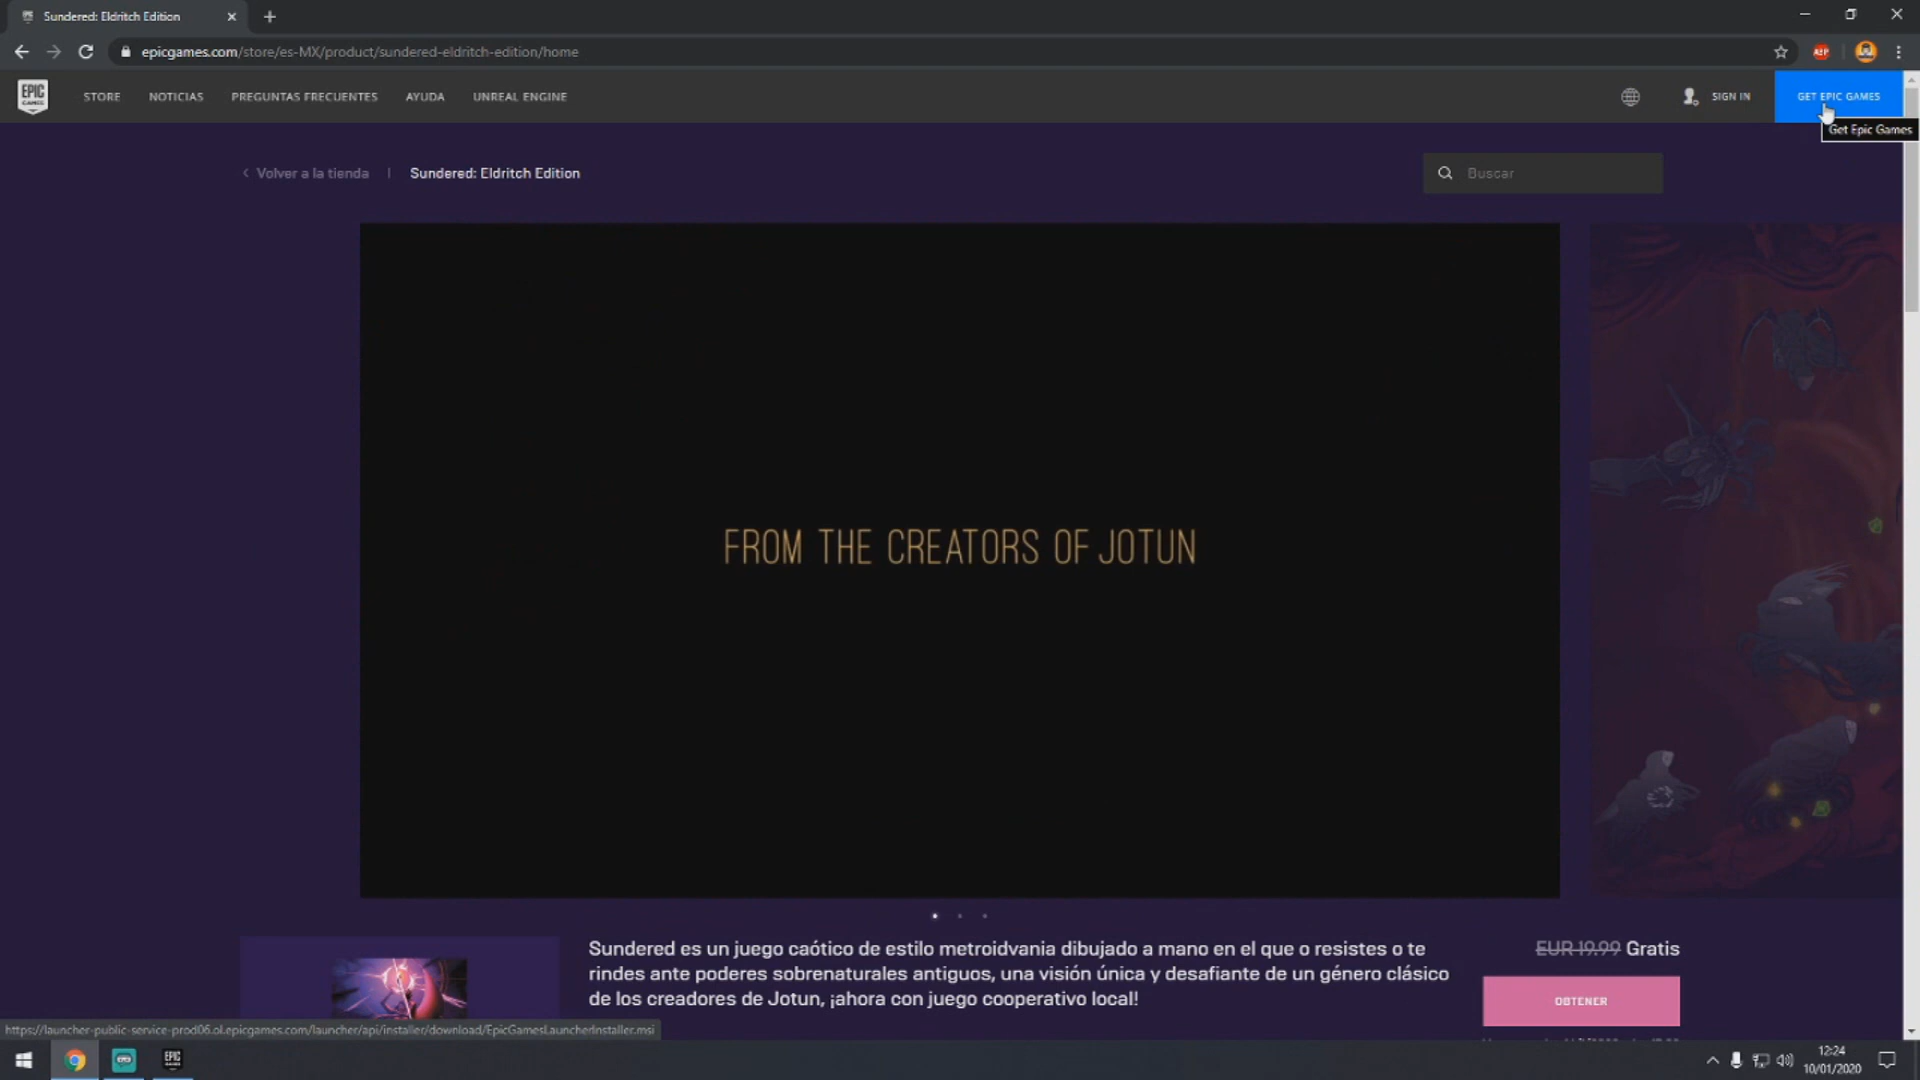 Sundered: Eldritch Edition
epicgames.com/store/es-MX/product/sundered-eldritch-edition/home
ABP
EPIC GAMES
STORE
NOTICIAS
PREGUNTAS FRECUENTES
AYUDA
UNREAL ENGINE
SIGN IN
GET EPIC GAMES
Get Epic Games
Volver a la tienda
Sundered: Eldritch Edition
Buscar
FROM THE CREATORS OF JOTUN
Sundered es un juego caótico de estilo metroidvania dibujado a mano en el que o resistes o te
rindes ante poderes sobrenaturales antiguos, una visión única y desafiante de un género clásico
de los creadores de Jotun, ¡ahora con juego cooperativo local!
EUR 19.99 Gratis
OBTENER
https://launcher-public-service-prod06.ol.epicgames.com/launcher/api/installer/download/EpicGamesLauncherInstaller.msi
EPIC
12:24
10/01/2020